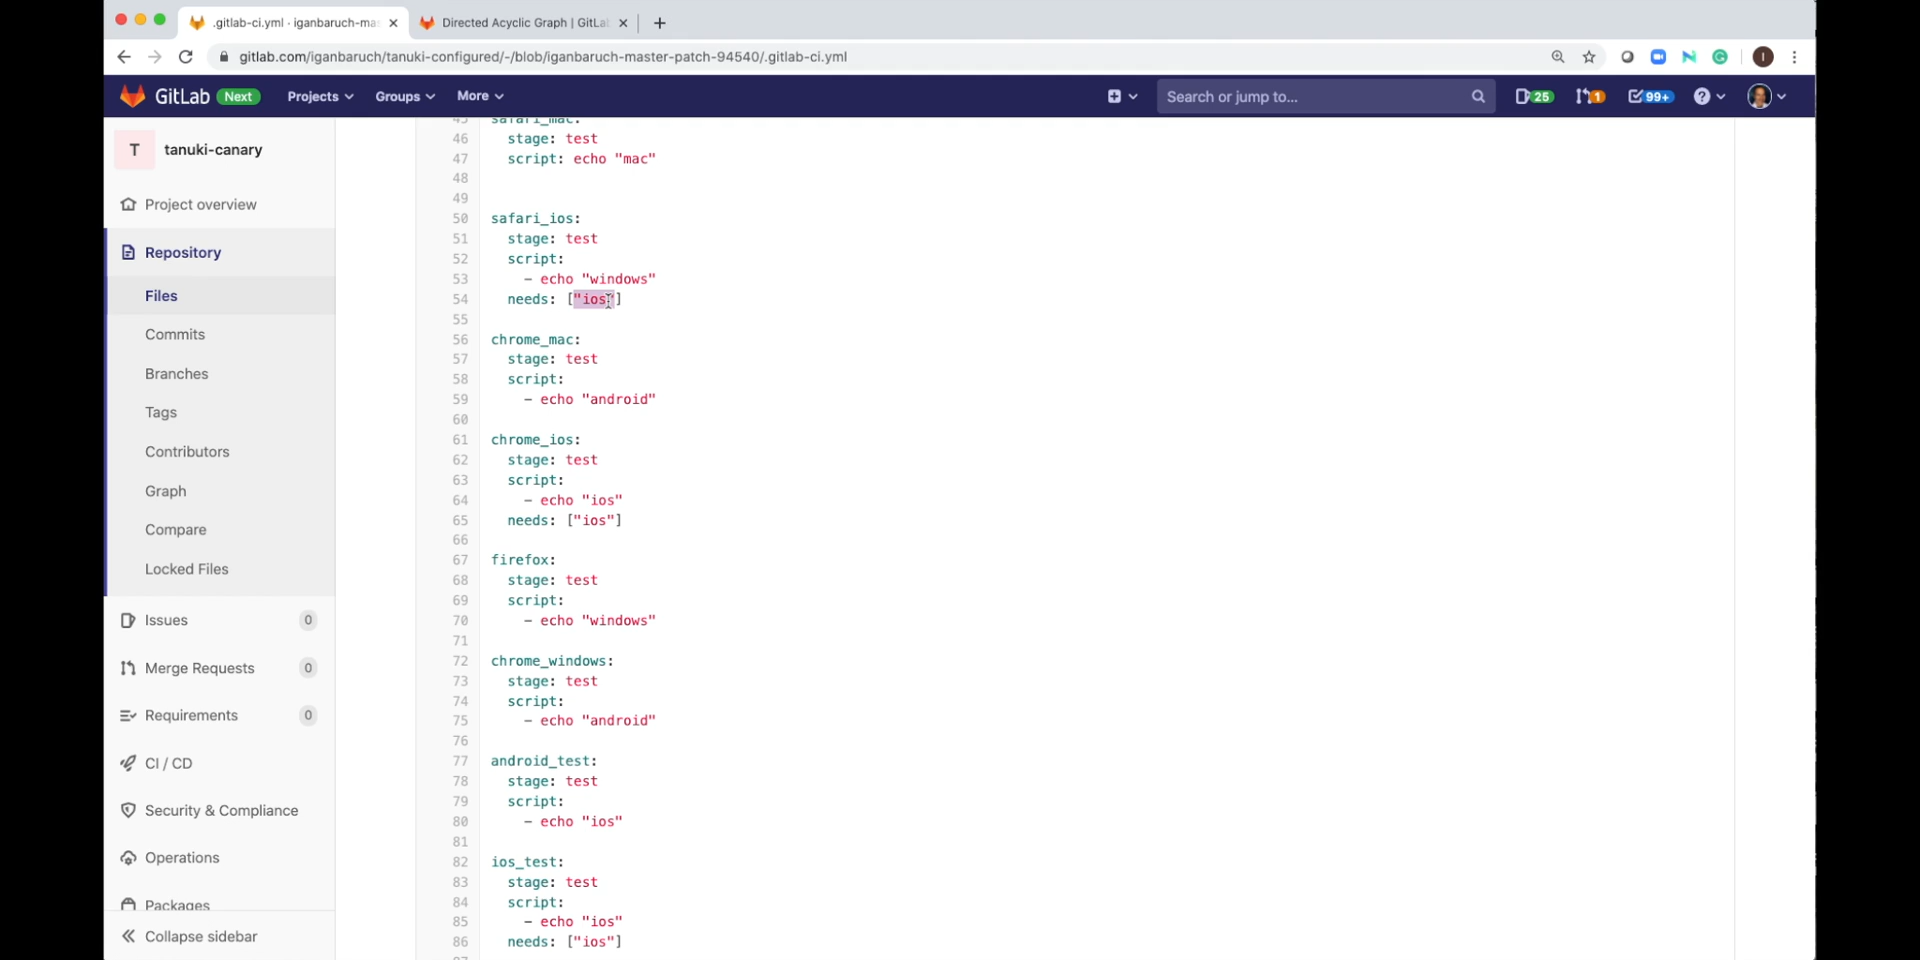 .gitlab-ci.yml · iganbaruch-mas
Directed Acyclic Graph | GitLab
gitlab.com/iganbaruch/tanuki-configured/-/blob/iganbaruch-master-patch-94540/.gitlab-ci.yml
I
GitLab Next Projects Groups More Search or jump to... 25 1 99+
T tanuki-canary
Project overview
Repository
Files
Commits
Branches
Tags
Contributors
Graph
Compare
Locked Files
Issues 0
Merge Requests 0
Requirements 0
CI / CD
Security & Compliance
Operations
Packages
Collapse sidebar
45 safari_mac:
46 stage: test
47 script: echo "mac"
48
49
50 safari_ios:
51 stage: test
52 script:
53 - echo "windows"
54 needs: ["ios"]
55
56 chrome_mac:
57 stage: test
58 script:
59 - echo "android"
60
61 chrome_ios:
62 stage: test
63 script:
64 - echo "ios"
65 needs: ["ios"]
66
67 firefox:
68 stage: test
69 script:
70 - echo "windows"
71
72 chrome_windows:
73 stage: test
74 script:
75 - echo "android"
76
77 android_test:
78 stage: test
79 script:
80 - echo "ios"
81
82 ios_test:
83 stage: test
84 script:
85 - echo "ios"
86 needs: ["ios"]
87